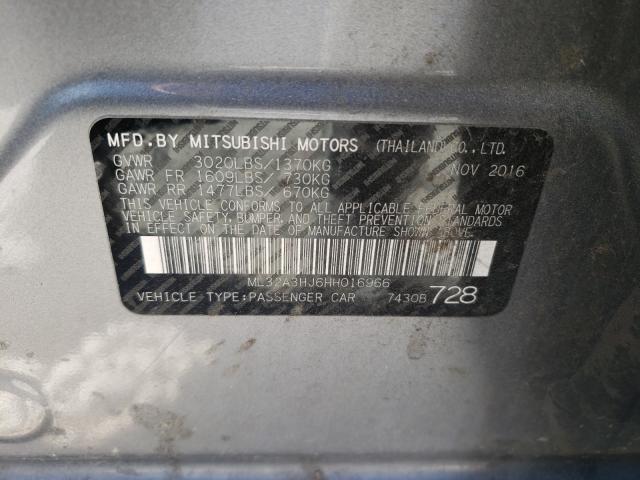 MFD.BY MITSUBISHI MOTORS (THAILAND) CO., LTD.
GVWR 3020LBS/1370KG NOV 2016
GAWR FR 1609LBS/ 730KG
GAWR RR 1477LBS/ 670KG
THIS VEHICLE CONFORMS TO ALL APPLICABLE FEDERAL MOTOR
VEHICLE SAFETY, BUMPER, AND THEFT PREVENTION STANDARDS
IN EFFECT ON THE DATE OF MANUFACTURE SHOWN ABOVE.
ML32A3HJ6HH016966
VEHICLE TYPE:PASSENGER CAR 7430B 728